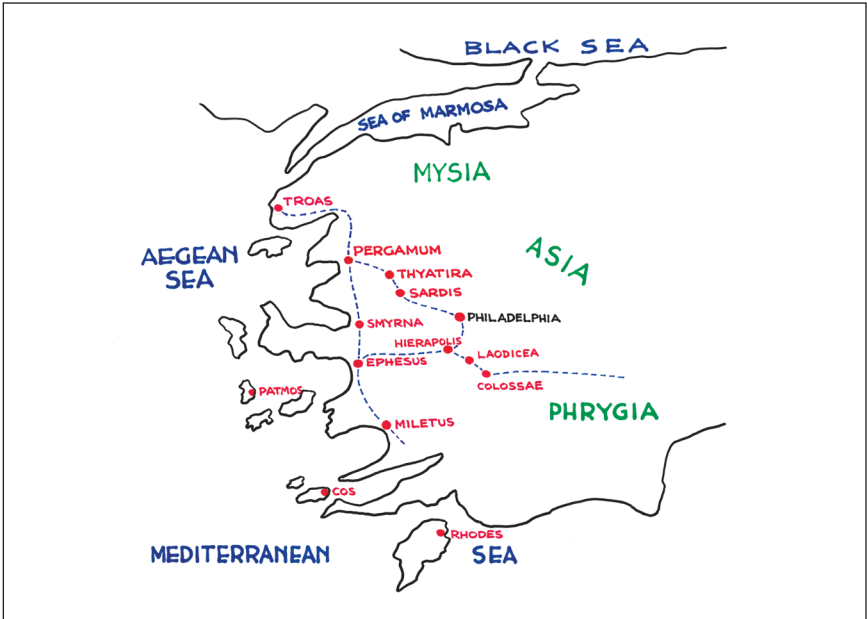 BLACK SEA
SEA OF MARMOSA
MYSIA
TROAS
AEGEAN
SEA
PERGAMUM
ASIA
THYATIRA
SARDIS
PHILADELPHIA
SMYRNA
HIERAPOLIS
LAODICEA
EPHESUS
COLOSSAE
PATMOS
PHRYGIA
MILETUS
COS
RHODES
MEDITERRANEAN SEA